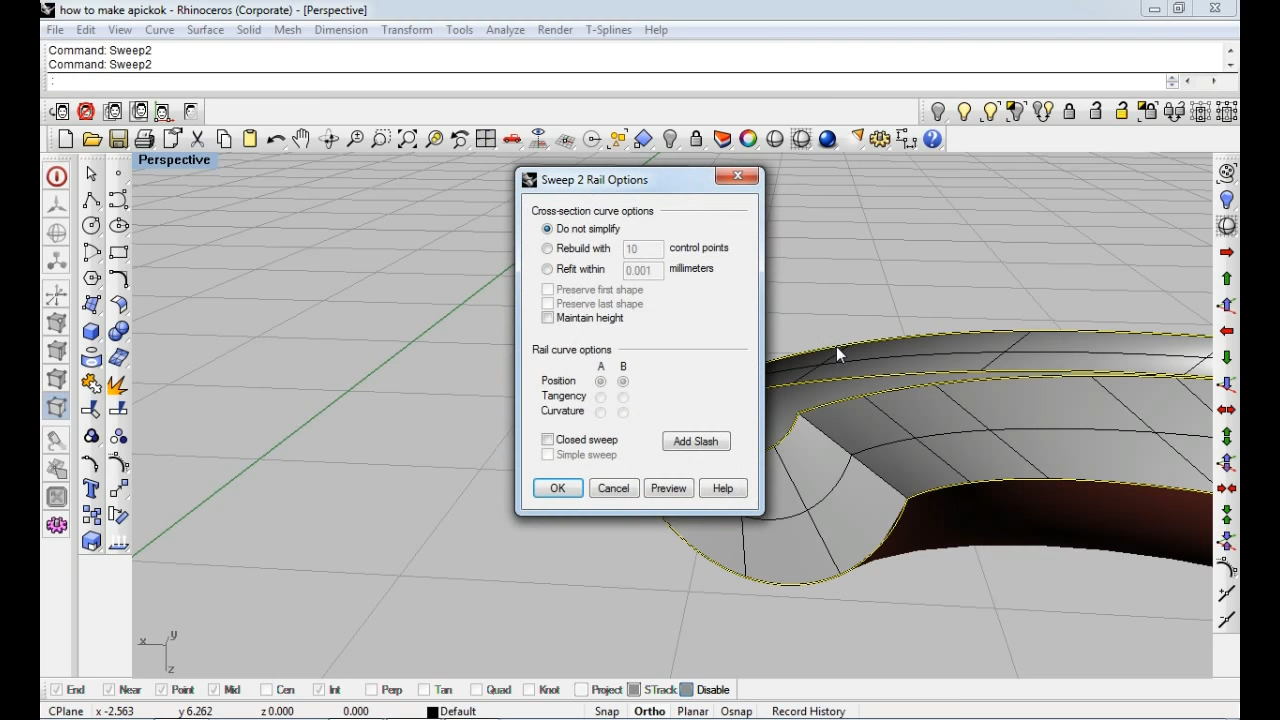 how to make apickok - Rhinoceros (Corporate) - [Perspective]
File Edit View Curve Surface Solid Mesh Dimension Transform Tools Analyze Render T-Splines Help
Command: Sweep2
Command: Sweep2
:
Perspective
Sweep 2 Rail Options
Cross-section curve options
Do not simplify
Rebuild with 10 control points
Refit within 0.001 millimeters
Preserve first shape
Preserve last shape
Maintain height
Rail curve options
A B
Position
Tangency
Curvature
Closed sweep Add Slash
Simple sweep
OK Cancel Preview Help
x y
z
End Near Point Mid Cen Int Perp Tan Quad Knot Project STrack Disable
CPlane x -2.563 y 6.262 z 0.000 0.000 Default Snap Ortho Planar Osnap Record History